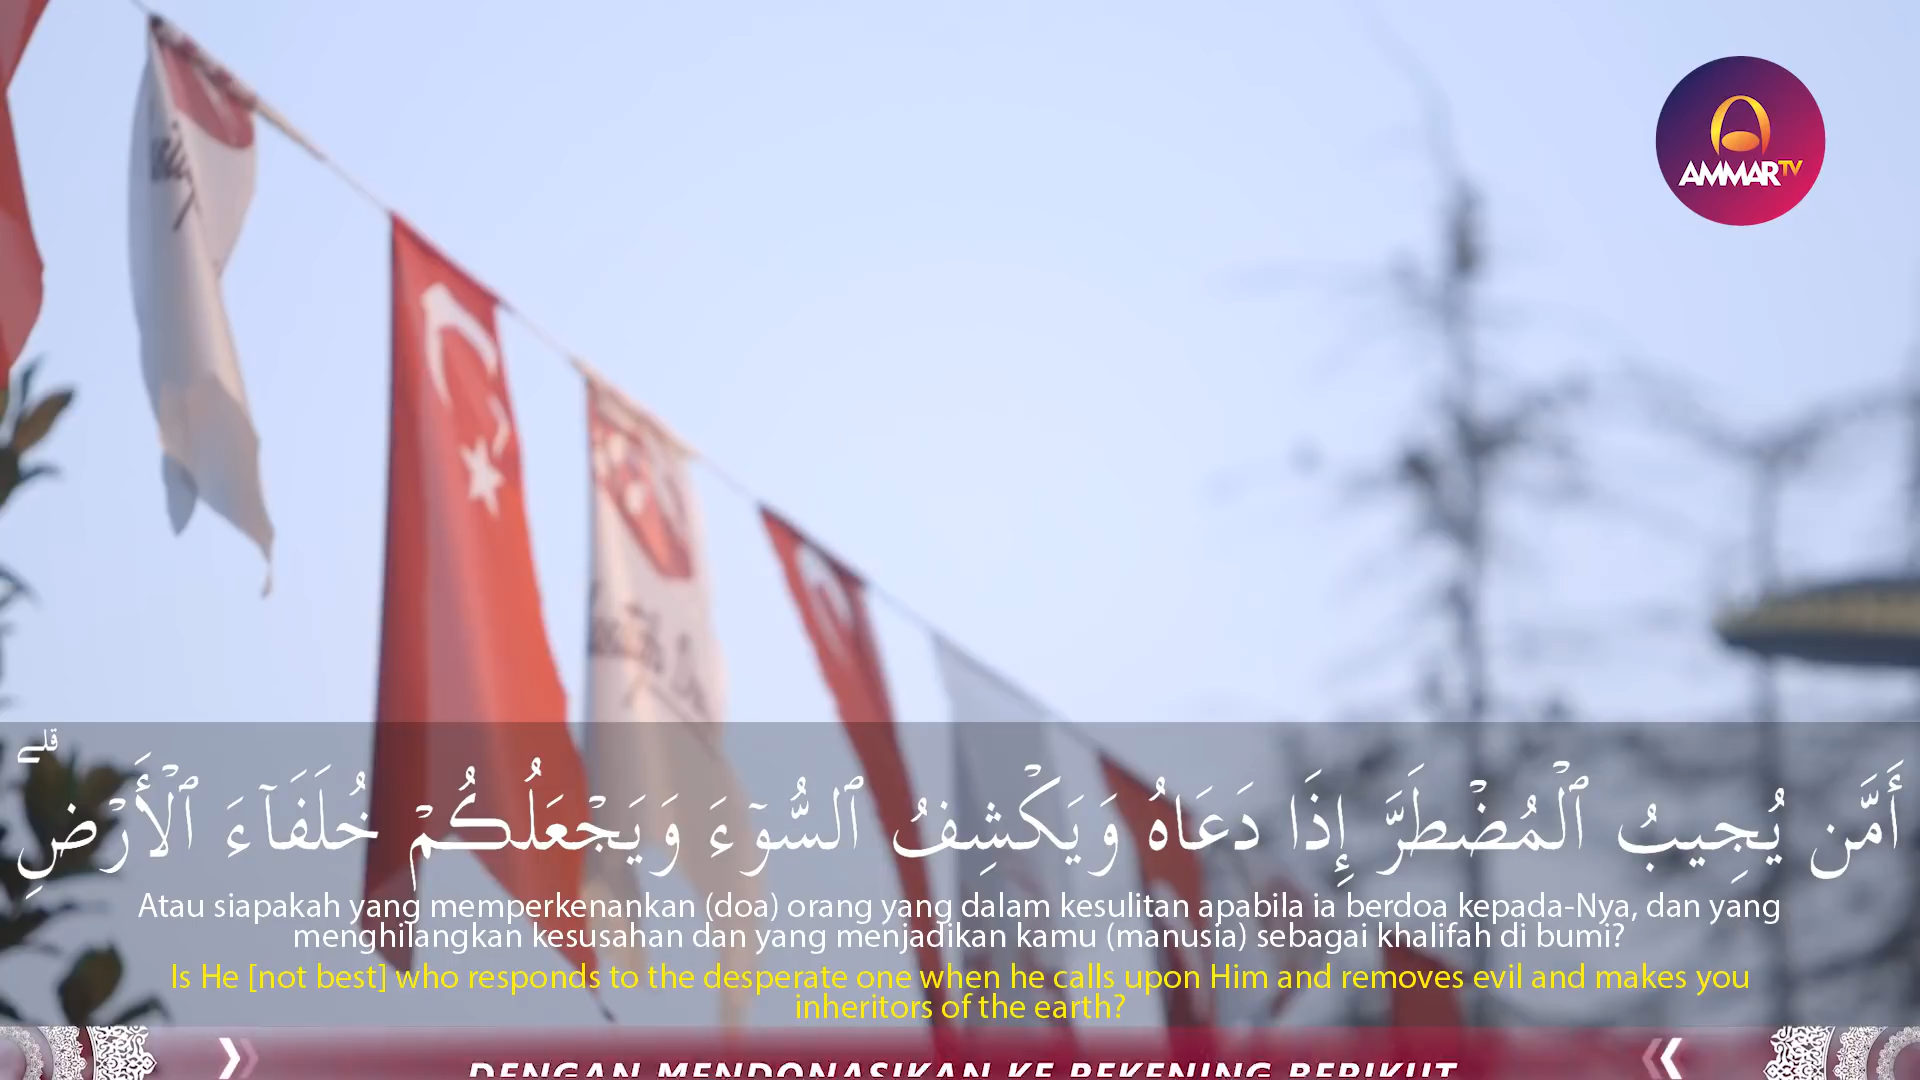 AMMARTV
أَمَّن يُجِيبُ ٱلْمُضْطَرَّ إِذَا دَعَاهُ وَيَكْشِفُ ٱلسُّوٓءَ وَيَجْعَلُكُمْ خُلَفَآءَ ٱلْأَرْضِ ۗ
Atau siapakah yang memperkenankan (doa) orang yang dalam kesulitan apabila ia berdoa kepada-Nya, dan yang
menghilangkan kesusahan dan yang menjadikan kamu (manusia) sebagai khalifah di bumi?
Is He [not best] who responds to the desperate one when he calls upon Him and removes evil and makes you
inheritors of the earth?
DENGAN MENDONASIKAN KE REKENING BERIKUT